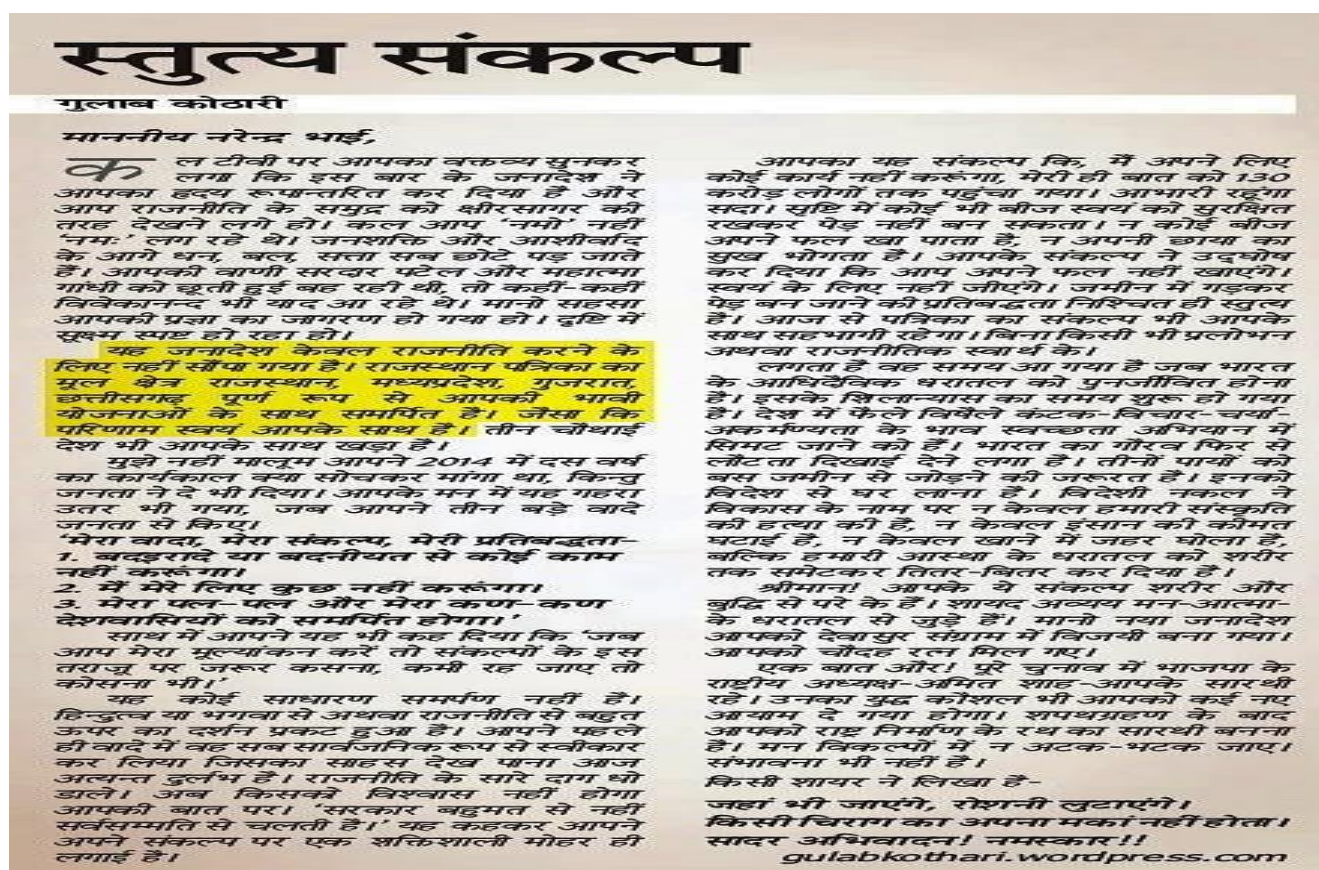 स्तुत्य संकल्प
गुलाब कोठारी
माननीय नरेन्द्र भाई,
कल टीवी पर आपका वक्तव्य सुनकर
लगा कि इस बार के जनादेश ने
आपका हृदय रूपान्तरित कर दिया है और
आप राजनीति के समुद्र को क्षीरसागर की
तरह देखने लगे हो। कल आप 'नमो' नहीं
'नमः' लग रहे थे। जनशक्ति और आशीर्वाद
के आगे धन, बल, सत्ता सब छोटे पड़ जाते
हैं। आपकी वाणी सरदार पटेल और महात्मा
गांधी को छूती हुई बह रही थी, तो कहीं-कहीं
विवेकानन्द भी याद आ रहे थे। मानो सहसा
आपकी प्रज्ञा का जागरण हो गया हो। दृष्टि में
सूक्ष्म स्पष्ट हो रहा हो।
यह जनादेश केवल राजनीति करने के
लिए नहीं सौंपा गया है। राजस्थान पत्रिका का
मूल क्षेत्र राजस्थान, मध्यप्रदेश, गुजरात,
छत्तीसगढ़ पूर्ण रूप से आपकी भावी
योजनाओं के साथ समर्पित है। जैसा कि
परिणाम स्वयं आपके साथ है। तीन चौथाई
देश भी आपके साथ खड़ा है।
मुझे नहीं मालूम आपने 2014 में दस वर्ष
का कार्यकाल क्या सोचकर मांगा था, किन्तु
जनता ने दे भी दिया। आपके मन में यह गहरा
उतर भी गया, जब आपने तीन बड़े वादे
जनता से किए।
'मेरा वादा, मेरा संकल्प, मेरी प्रतिबद्धता-
1. बदइरादे या बदनीयत से कोई काम
नहीं करूंगा।
2. मैं मेरे लिए कुछ नहीं करूंगा।
3. मेरा पल-पल और मेरा कण-कण
देशवासियों को समर्पित होगा।'
साथ में आपने यह भी कह दिया कि 'जब
आप मेरा मूल्यांकन करें तो संकल्पों के इस
तराजू पर जरूर कसना, कमी रह जाए तो
कोसना भी।'
यह कोई साधारण समर्पण नहीं है।
हिन्दुत्व या भगवा से अथवा राजनीति से बहुत
ऊपर का दर्शन प्रकट हुआ है। आपने पहले
ही वादे में वह सब सार्वजनिक रूप से स्वीकार
कर लिया जिसका साहस देख पाना आज
अत्यन्त दुर्लभ है। राजनीति के सारे दाग धो
डाले। अब किसको विश्वास नहीं होगा
आपकी बात पर। 'सरकार बहुमत से नहीं
सर्वसम्मति से चलती है।' यह कहकर आपने
अपने संकल्प पर एक शक्तिशाली मोहर ही
लगाई है।
आपका यह संकल्प कि, मैं अपने लिए
कोई कार्य नहीं करूंगा, मेरी ही बात को 130
करोड़ लोगों तक पहुंचा गया। आभारी रहूंगा
सदा। सृष्टि में कोई भी बीज स्वयं को सुरक्षित
रखकर पेड़ नहीं बन सकता। न कोई बीज
अपने फल खा पाता है, न अपनी छाया का
सुख भोगता है। आपके संकल्प ने उद्घोष
कर दिया कि आप अपने फल नहीं खाएंगे।
स्वयं के लिए नहीं जीएंगे। जमीन में गड़कर
पेड़ बन जाने की प्रतिबद्धता निश्चित ही स्तुत्य
है। आज से पत्रिका का संकल्प भी आपके
साथ सहभागी रहेगा। बिना किसी भी प्रलोभन
अथवा राजनीतिक स्वार्थ के।
लगता है वह समय आ गया है जब भारत
के आधिदैविक धरातल को पुनर्जीवित होना
है। इसके शिलान्यास का समय शुरू हो गया
है। देश में फैले विषैले कंटक-विचार-चर्या-
अकर्मण्यता के भाव स्वच्छता अभियान में
सिमट जाने को हैं। भारत का गौरव फिर से
लौटता दिखाई देने लगा है। तीनों पायों को
बस जमीन से जोड़ने की जरूरत है। इनको
विदेश से घर लाना है। विदेशी नकल ने
विकास के नाम पर न केवल हमारी संस्कृति
की हत्या की है, न केवल इंसान की कीमत
घटाई है, न केवल खाने में जहर घोला है,
बल्कि हमारी आस्था के धरातल को शरीर
तक समेटकर तितर-बितर कर दिया है।
श्रीमान! आपके ये संकल्प शरीर और
बुद्धि से परे के हैं। शायद अव्यय मन-आत्मा-
के धरातल से जुड़े हैं। मानो नया जनादेश
आपको देवासुर संग्राम में विजयी बना गया।
आपको चौदह रत्न मिल गए।
एक बात और! पूरे चुनाव में भाजपा के
राष्ट्रीय अध्यक्ष-अमित शाह-आपके सारथी
रहे। उनका युद्ध कौशल भी आपको कई नए
आयाम दे गया होगा। शपथग्रहण के बाद
आपको राष्ट्र निर्माण के रथ का सारथी बनना
है। मन विकल्पों में न अटक-भटक जाए।
संभावना भी नहीं है।
किसी शायर ने लिखा है-
जहां भी जाएंगे, रोशनी लुटाएंगे।
किसी चिराग का अपना मकां नहीं होता।
सादर अभिवादन! नमस्कार!!
gulabkothari.wordpress.com